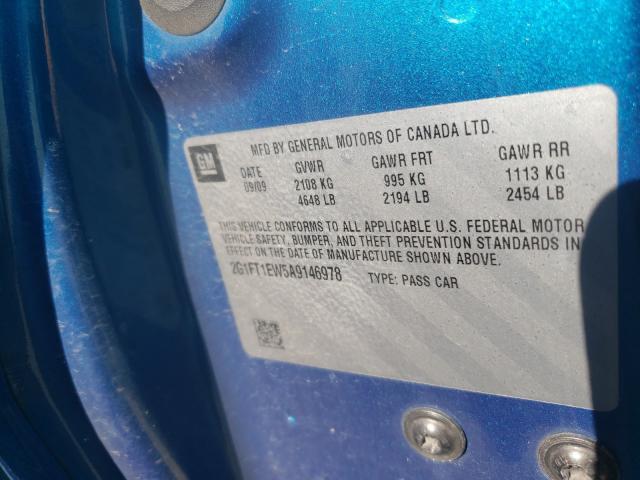 MFD BY GENERAL MOTORS OF CANADA LTD.
GM
DATE GVWR GAWR FRT GAWR RR
09/09 2108 KG 995 KG 1113 KG
4648 LB 2194 LB 2454 LB
THIS VEHICLE CONFORMS TO ALL APPLICABLE U.S. FEDERAL MOTOR
VEHICLE SAFETY, BUMPER, AND THEFT PREVENTION STANDARDS IN
EFFECT ON THE DATE OF MANUFACTURE SHOWN ABOVE.
2G1FT1EW5A9146978 TYPE: PASS CAR